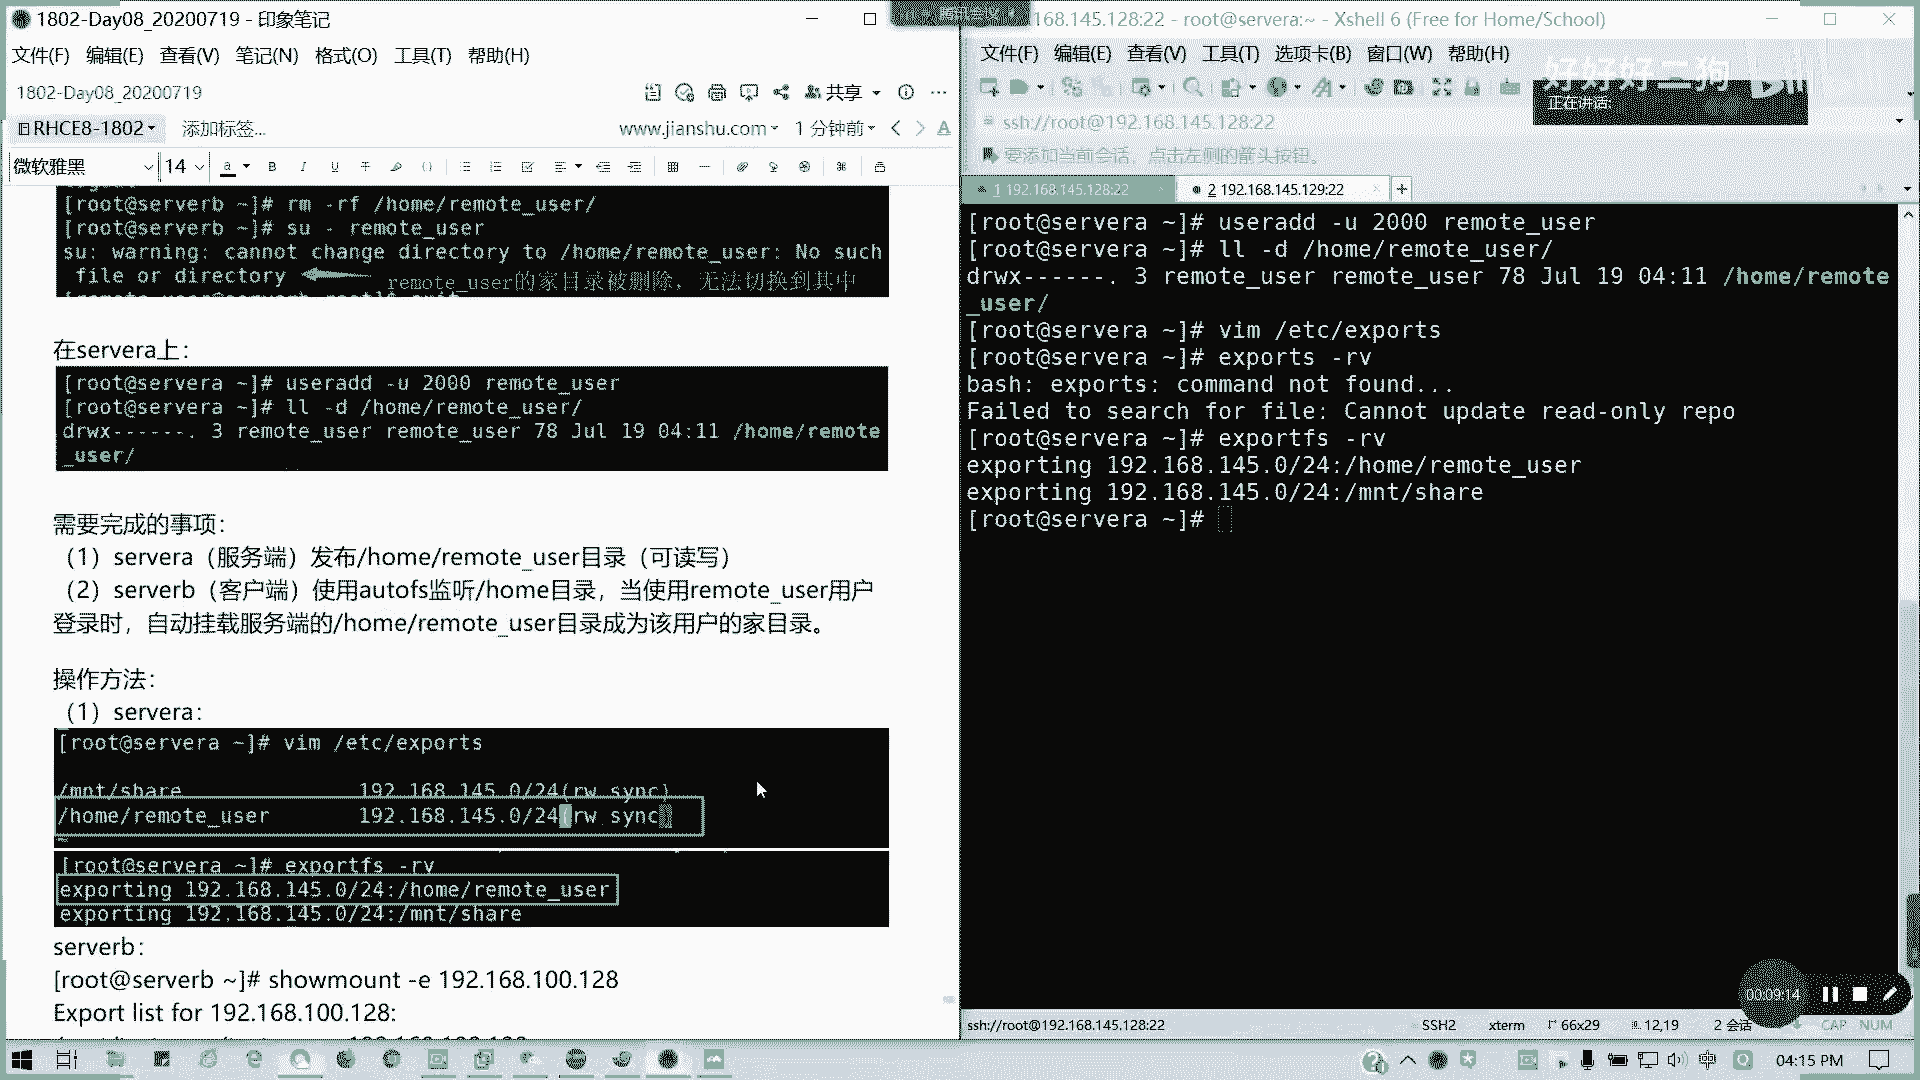 1802-Day08_20200719 - 印象笔记
文件(F) 编辑(E) 查看(V) 笔记(N) 格式(O) 工具(T) 帮助(H)
1802-Day08_20200719
共享
RHCE8-1802 添加标签... www.jianshu.com 1 分钟前
微软雅黑 14
[root@serverb ~]# rm -rf /home/remote_user/
[root@serverb ~]# su - remote_user
su: warning: cannot change directory to /home/remote_user: No such
file or directory remote_user的家目录被删除，无法切换到其中
在servera上：
[root@servera ~]# useradd -u 2000 remote_user
[root@servera ~]# ll -d /home/remote_user/
drwx------. 3 remote_user remote_user 78 Jul 19 04:11 /home/remote
_user/
需要完成的事项：
（1）servera（服务端）发布/home/remote_user目录（可读写）
（2）serverb（客户端）使用autofs监听/home目录，当使用remote_user用户
登录时，自动挂载服务端的/home/remote_user目录成为该用户的家目录。
操作方法：
（1）servera：
[root@servera ~]# vim /etc/exports
/mnt/share 192.168.145.0/24(rw,sync)
/home/remote_user 192.168.145.0/24(rw,sync)
[root@servera ~]# exportfs -rv
exporting 192.168.145.0/24:/home/remote_user
exporting 192.168.145.0/24:/mnt/share
serverb：
[root@serverb ~]# showmount -e 192.168.100.128
Export list for 192.168.100.128:
168.145.128:22 - root@servera:~ - Xshell 6 (Free for Home/School)
文件(F) 编辑(E) 查看(V) 工具(T) 选项卡(B) 窗口(W) 帮助(H)
好好好二狗
正在讲话:
ssh://root@192.168.145.128:22
要添加当前会话，点击左侧的箭头按钮。
1 192.168.145.128:22 2 192.168.145.129:22
[root@servera ~]# useradd -u 2000 remote_user
[root@servera ~]# ll -d /home/remote_user/
drwx------. 3 remote_user remote_user 78 Jul 19 04:11 /home/remote
_user/
[root@servera ~]# vim /etc/exports
[root@servera ~]# exports -rv
bash: exports: command not found...
Failed to search for file: Cannot update read-only repo
[root@servera ~]# exportfs -rv
exporting 192.168.145.0/24:/home/remote_user
exporting 192.168.145.0/24:/mnt/share
[root@servera ~]#
00:09:14
ssh://root@192.168.145.128:22 SSH2 xterm 66x29 12,19 2 会话 CAP NUM
中 04:15 PM